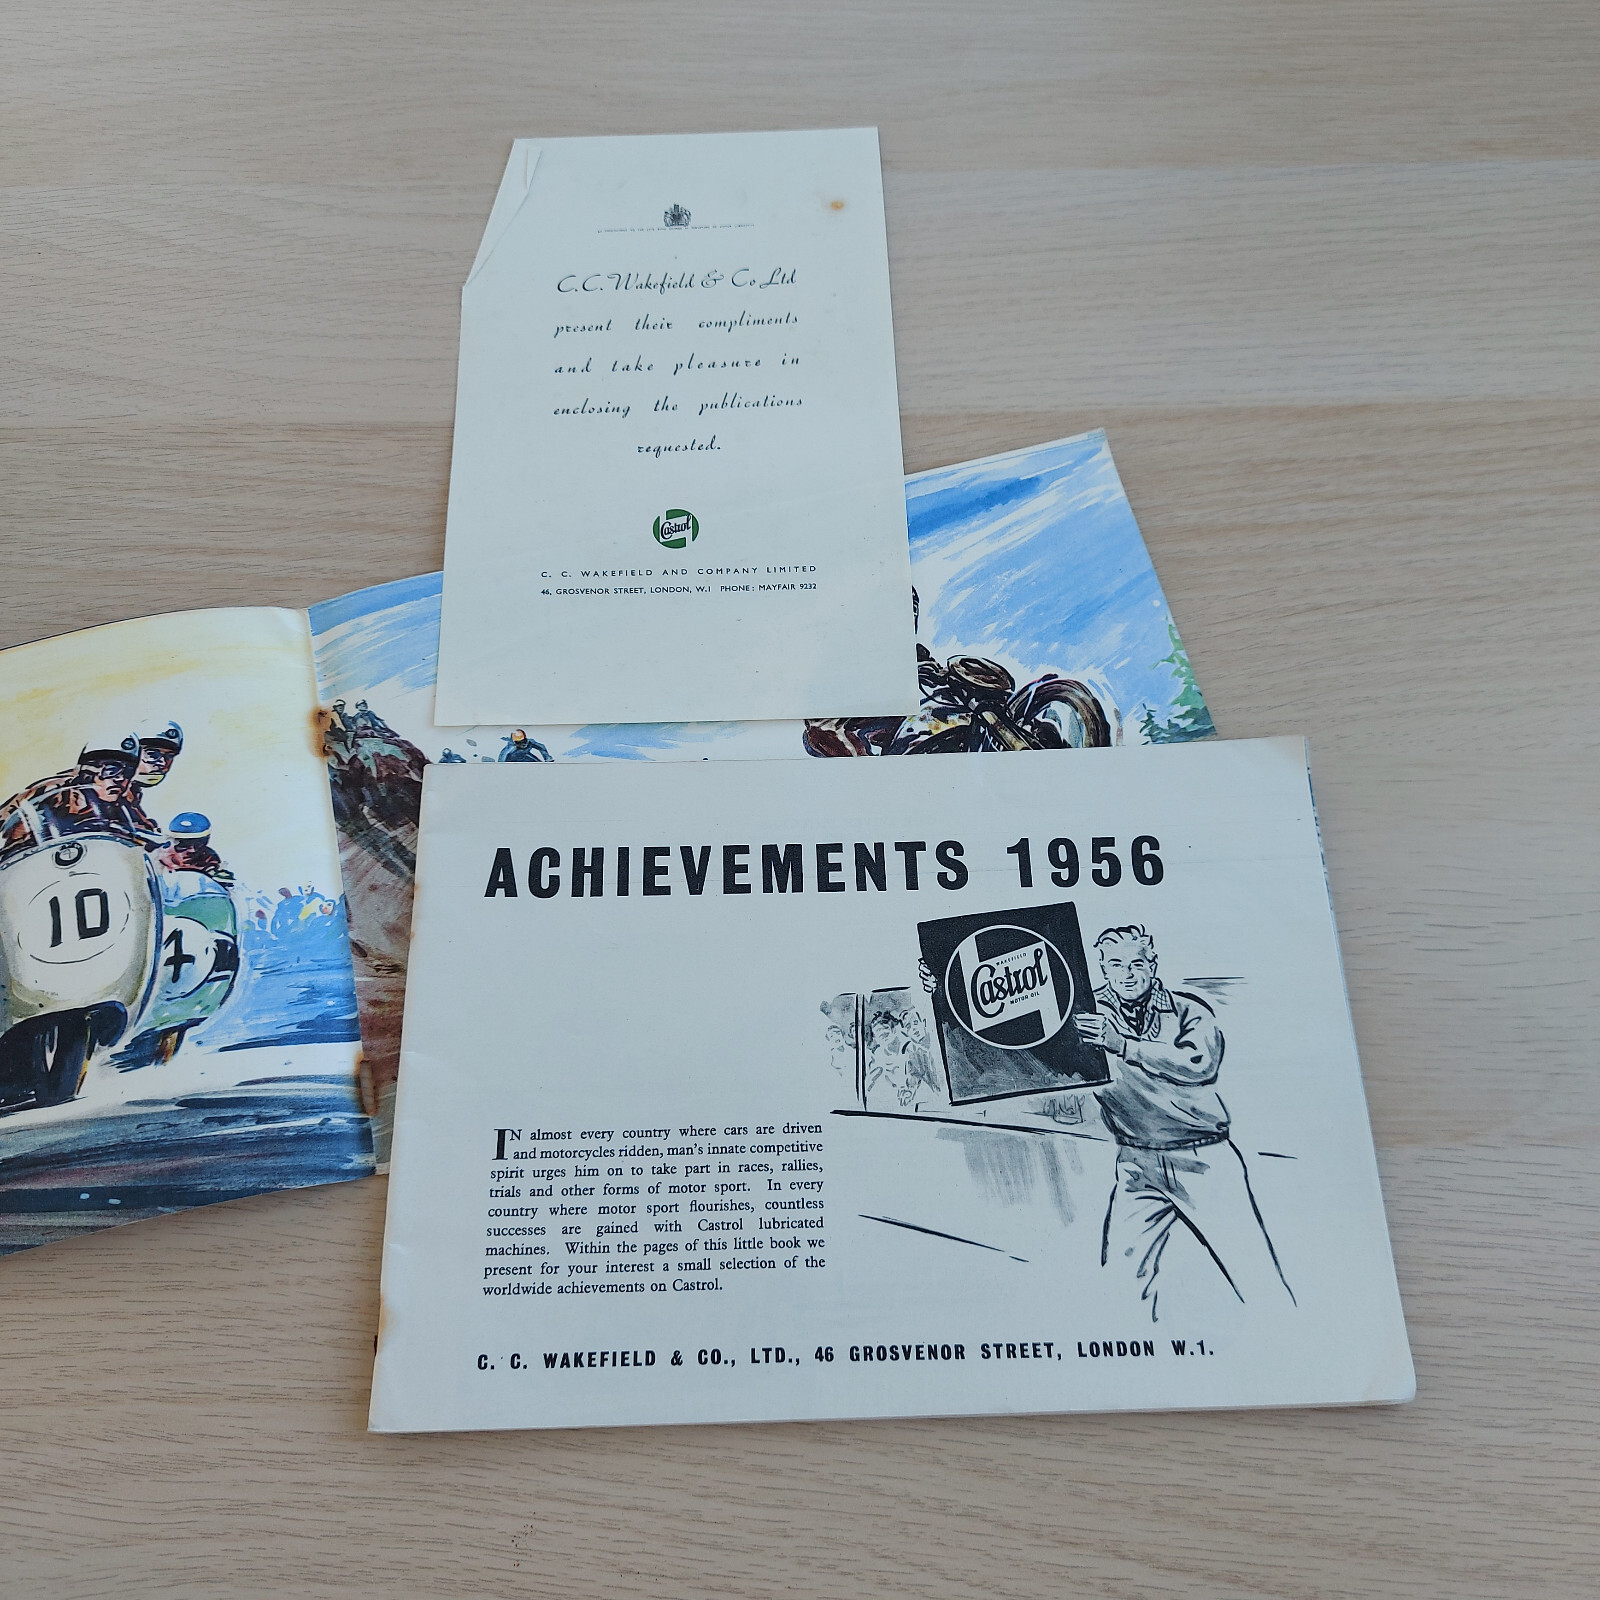 C.C. Wakefield & Co Ltd
present their compliments
and take pleasure in
enclosing the publications
requested.
Castrol
C. C. WAKEFIELD AND COMPANY LIMITED
46, GROSVENOR STREET, LONDON, W.1 PHONE: MAYFAIR 9232
10
7
ACHIEVEMENTS 1956
WAKEFIELD
Castrol
MOTOR OIL
IN almost every country where cars are driven
and motorcycles ridden, man's innate competitive
spirit urges him on to take part in races, rallies,
trials and other forms of motor sport. In every
country where motor sport flourishes, countless
successes are gained with Castrol lubricated
machines. Within the pages of this little book we
present for your interest a small selection of the
worldwide achievements on Castrol.
C. C. WAKEFIELD & CO., LTD., 46 GROSVENOR STREET, LONDON W.1.